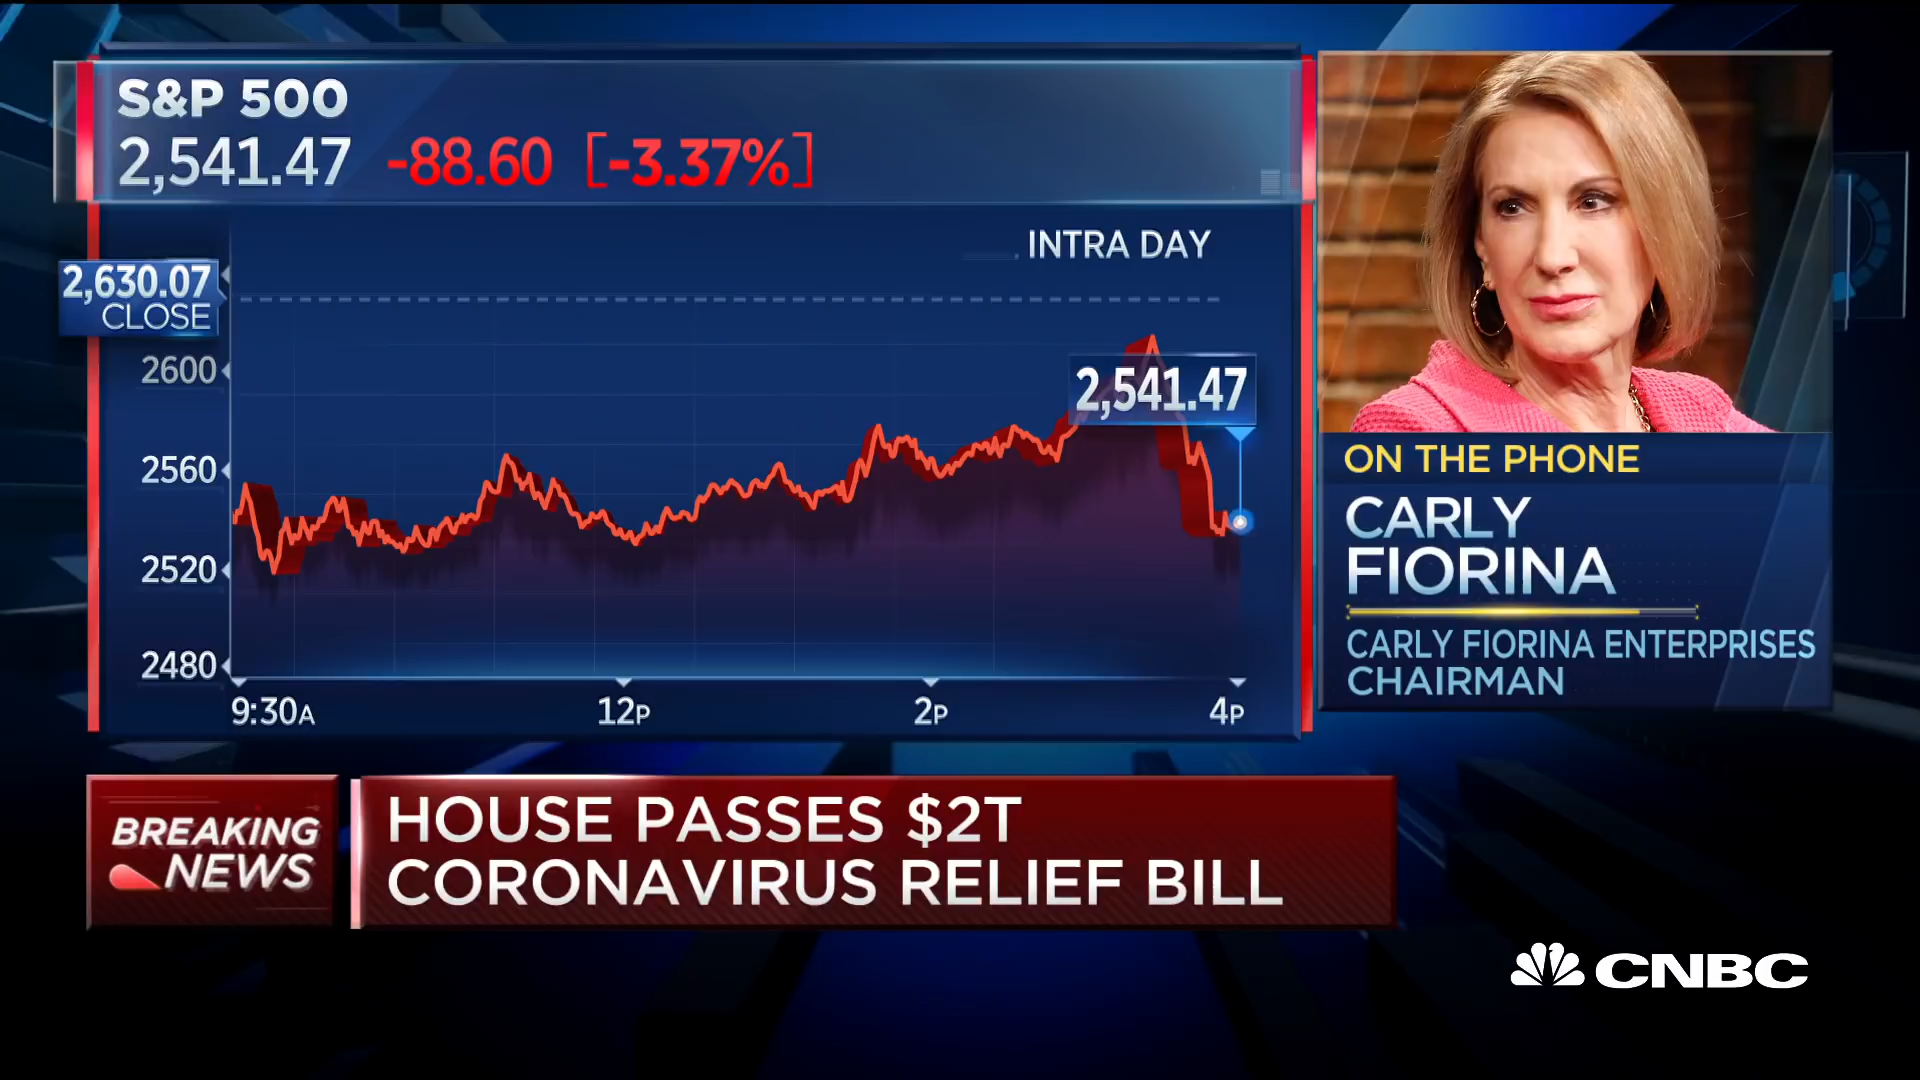 S&P 500
2,541.47 -88.60 [-3.37%]
INTRA DAY
2,630.07
CLOSE
2600
2,541.47
2560
2520
2480
9:30A 12P 2P 4P
ON THE PHONE
CARLY
FIORINA
CARLY FIORINA ENTERPRISES
CHAIRMAN
BREAKING
NEWS
HOUSE PASSES $2T
CORONAVIRUS RELIEF BILL
CNBC